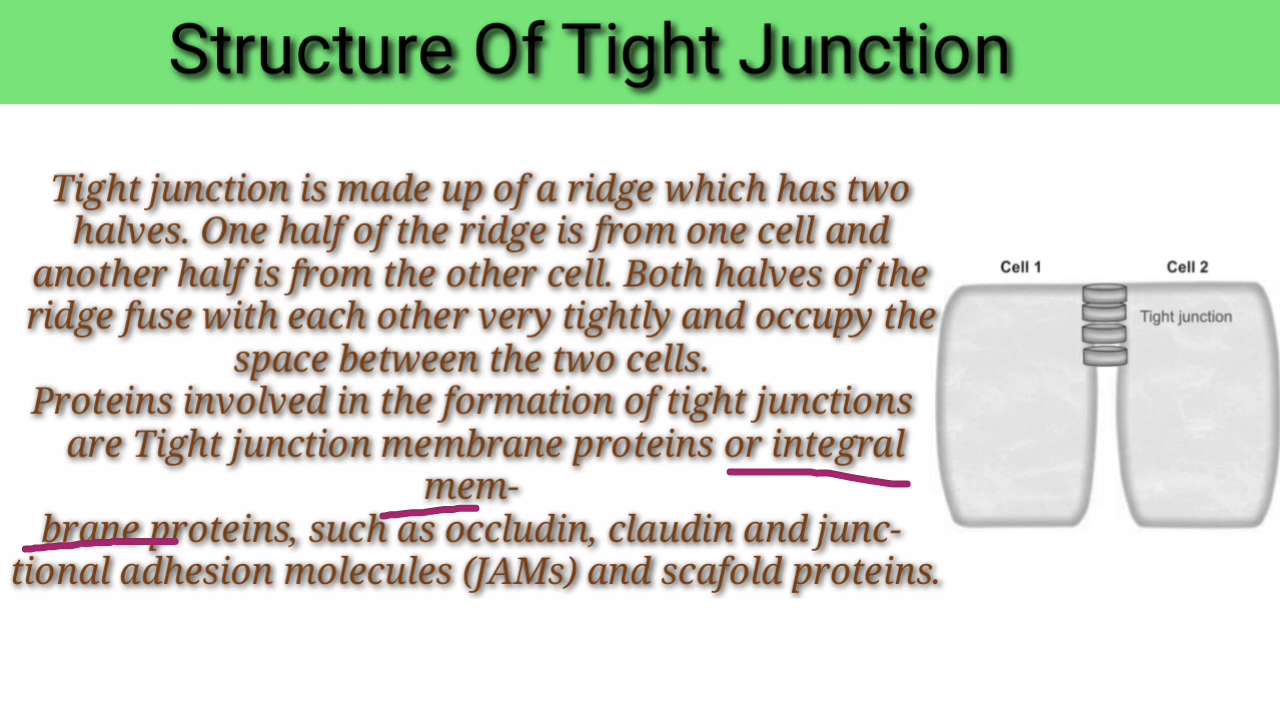 Structure Of Tight Junction
Tight junction is made up of a ridge which has two
halves. One half of the ridge is from one cell and
another half is from the other cell. Both halves of the
ridge fuse with each other very tightly and occupy the
space between the two cells.
Proteins involved in the formation of tight junctions
are Tight junction membrane proteins or integral
mem-
brane proteins, such as occludin, claudin and junc-
tional adhesion molecules (JAMs) and scafold proteins.
Cell 1
Cell 2
Tight junction